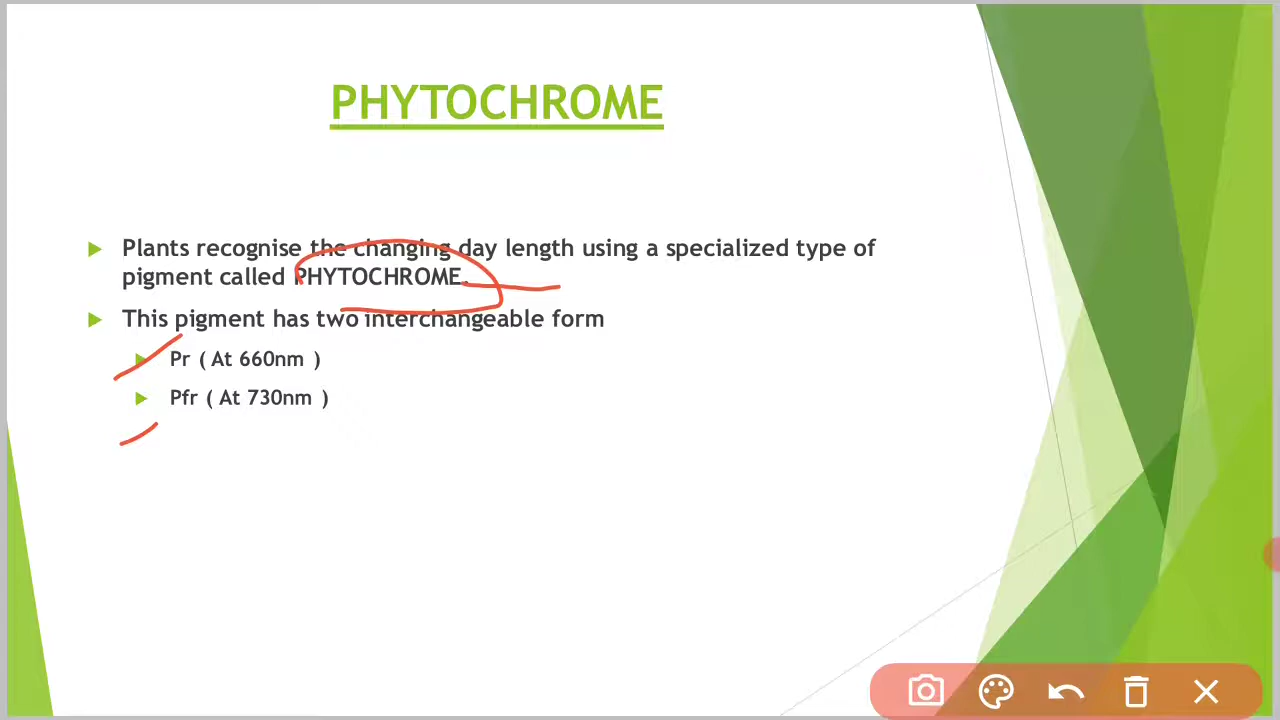 PHYTOCHROME
Plants recognise the changing day length using a specialized type of
pigment called PHYTOCHROME.
This pigment has two interchangeable form
Pr ( At 660nm )
Pfr ( At 730nm )